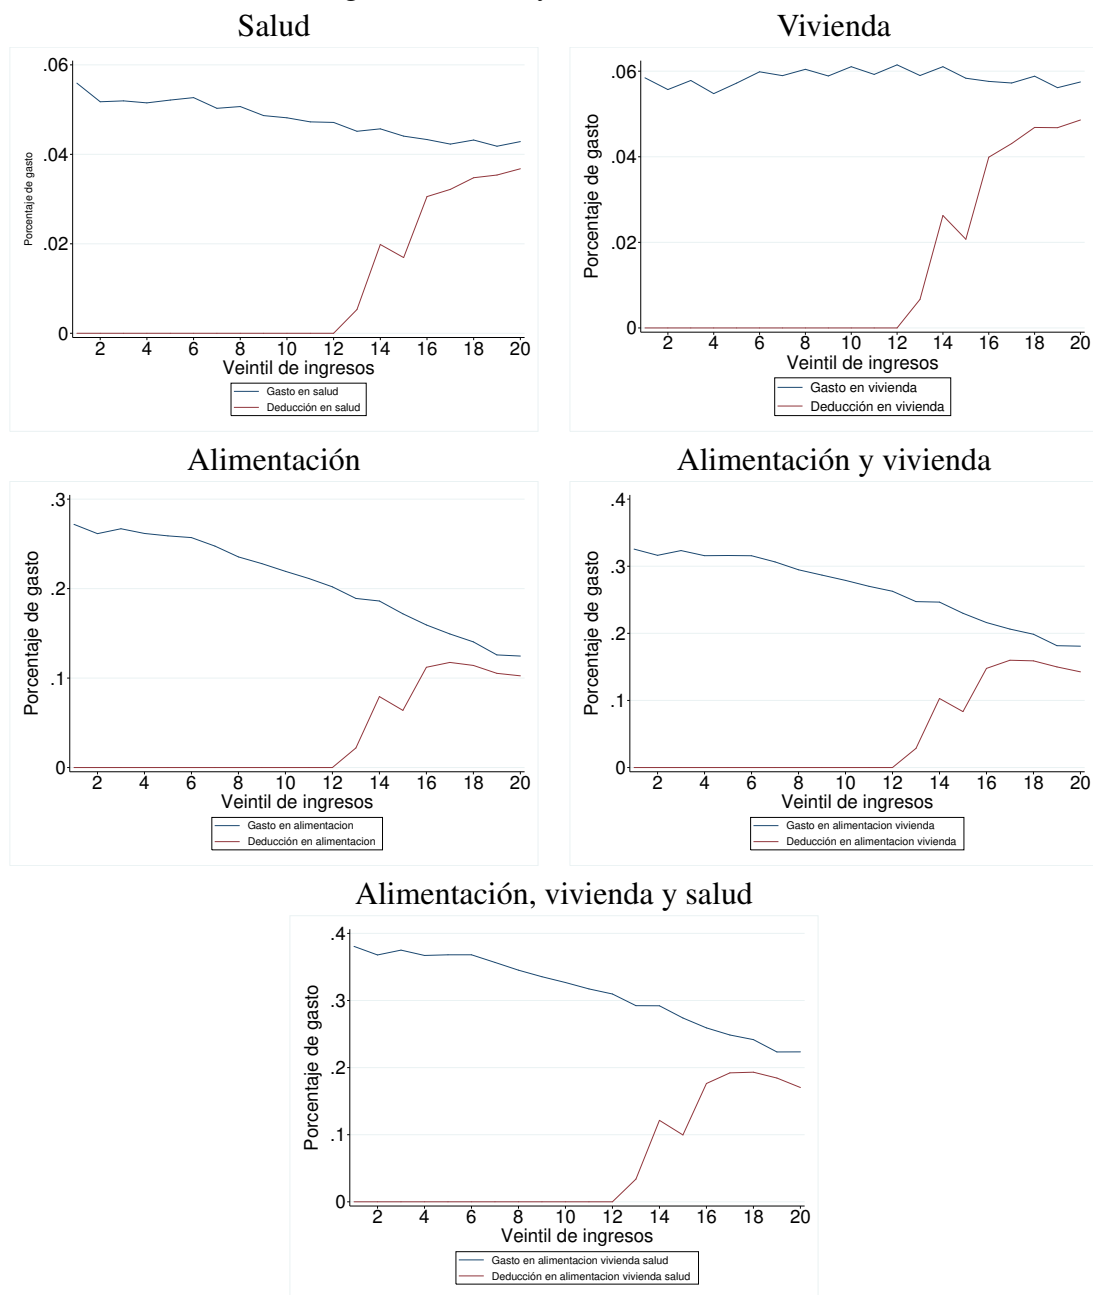 Salud
.06
.04
.02
0
Porcentaje de gasto
2 4 6 8 10 12 14 16 18 20
Veintil de ingresos
Gasto en salud
Deducción en salud
Vivienda
.06
.04
.02
0
Porcentaje de gasto
2 4 6 8 10 12 14 16 18 20
Veintil de ingresos
Gasto en vivienda
Deducción en vivienda
Alimentación
.3
.2
.1
0
Porcentaje de gasto
2 4 6 8 10 12 14 16 18 20
Veintil de ingresos
Gasto en alimentacion
Deducción en alimentacion
Alimentación y vivienda
.4
.3
.2
.1
0
Porcentaje de gasto
2 4 6 8 10 12 14 16 18 20
Veintil de ingresos
Gasto en alimentacion vivienda
Deducción en alimentacion vivienda
Alimentación, vivienda y salud
.4
.3
.2
.1
0
Porcentaje de gasto
2 4 6 8 10 12 14 16 18 20
Veintil de ingresos
Gasto en alimentacion vivienda salud
Deducción en alimentacion vivienda salud